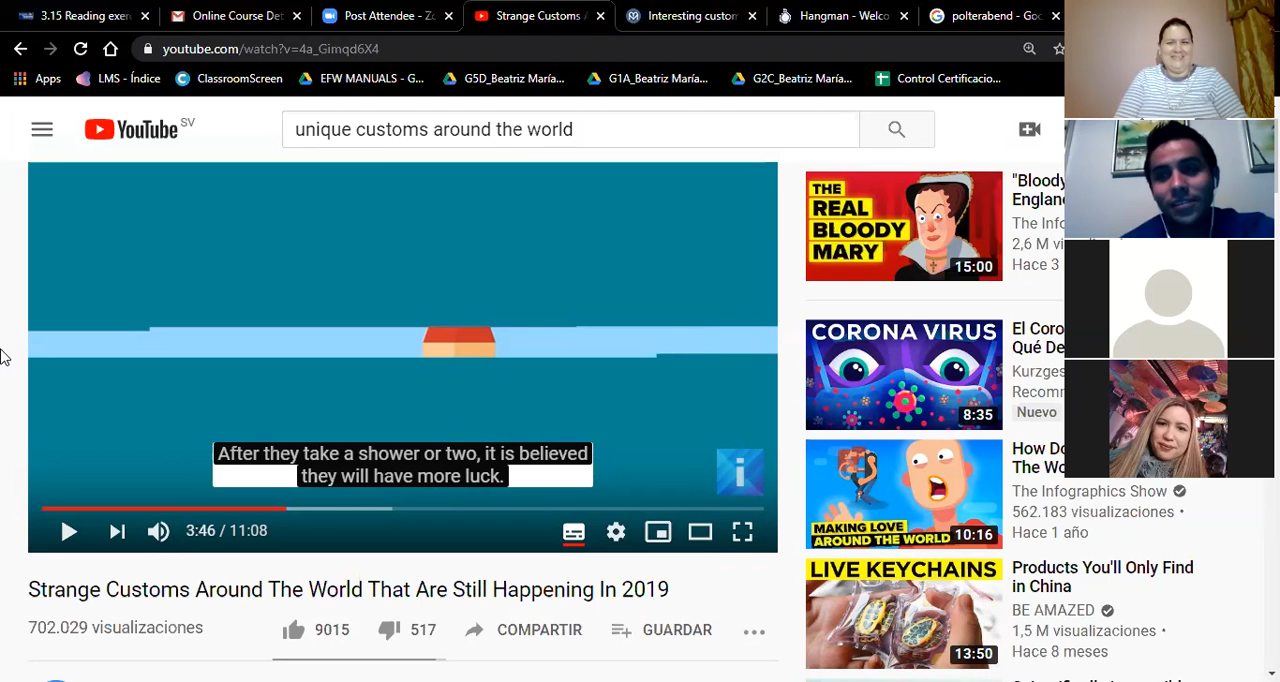 3.15 Reading exer
Online Course Det
Post Attendee - Zo
Strange Customs A
Interesting custom
Hangman - Welco
polterabend - Goo
youtube.com/watch?v=4a_Gimqd6X4
Apps
LMS - Índice
ClassroomScreen
EFW MANUALS - G...
G5D_Beatriz María...
G1A_Beatriz María...
G2C_Beatriz María...
Control Certificacio...
YouTube SV
unique customs around the world
After they take a shower or two, it is believed
they will have more luck.
3:46 / 11:08
Strange Customs Around The World That Are Still Happening In 2019
702.029 visualizaciones
9015
517
COMPARTIR
GUARDAR
THE
REAL
BLOODY
MARY
15:00
"Bloody
England
The Info
2,6 M vi
Hace 3
CORONA VIRUS
8:35
El Coro
Qué De
Kurzges
Recomm
Nuevo
MAKING LOVE
AROUND THE WORLD
10:16
How Do
The Wo
The Infographics Show
562.183 visualizaciones •
Hace 1 año
LIVE KEYCHAINS
13:50
Products You'll Only Find
in China
BE AMAZED
1,5 M visualizaciones •
Hace 8 meses